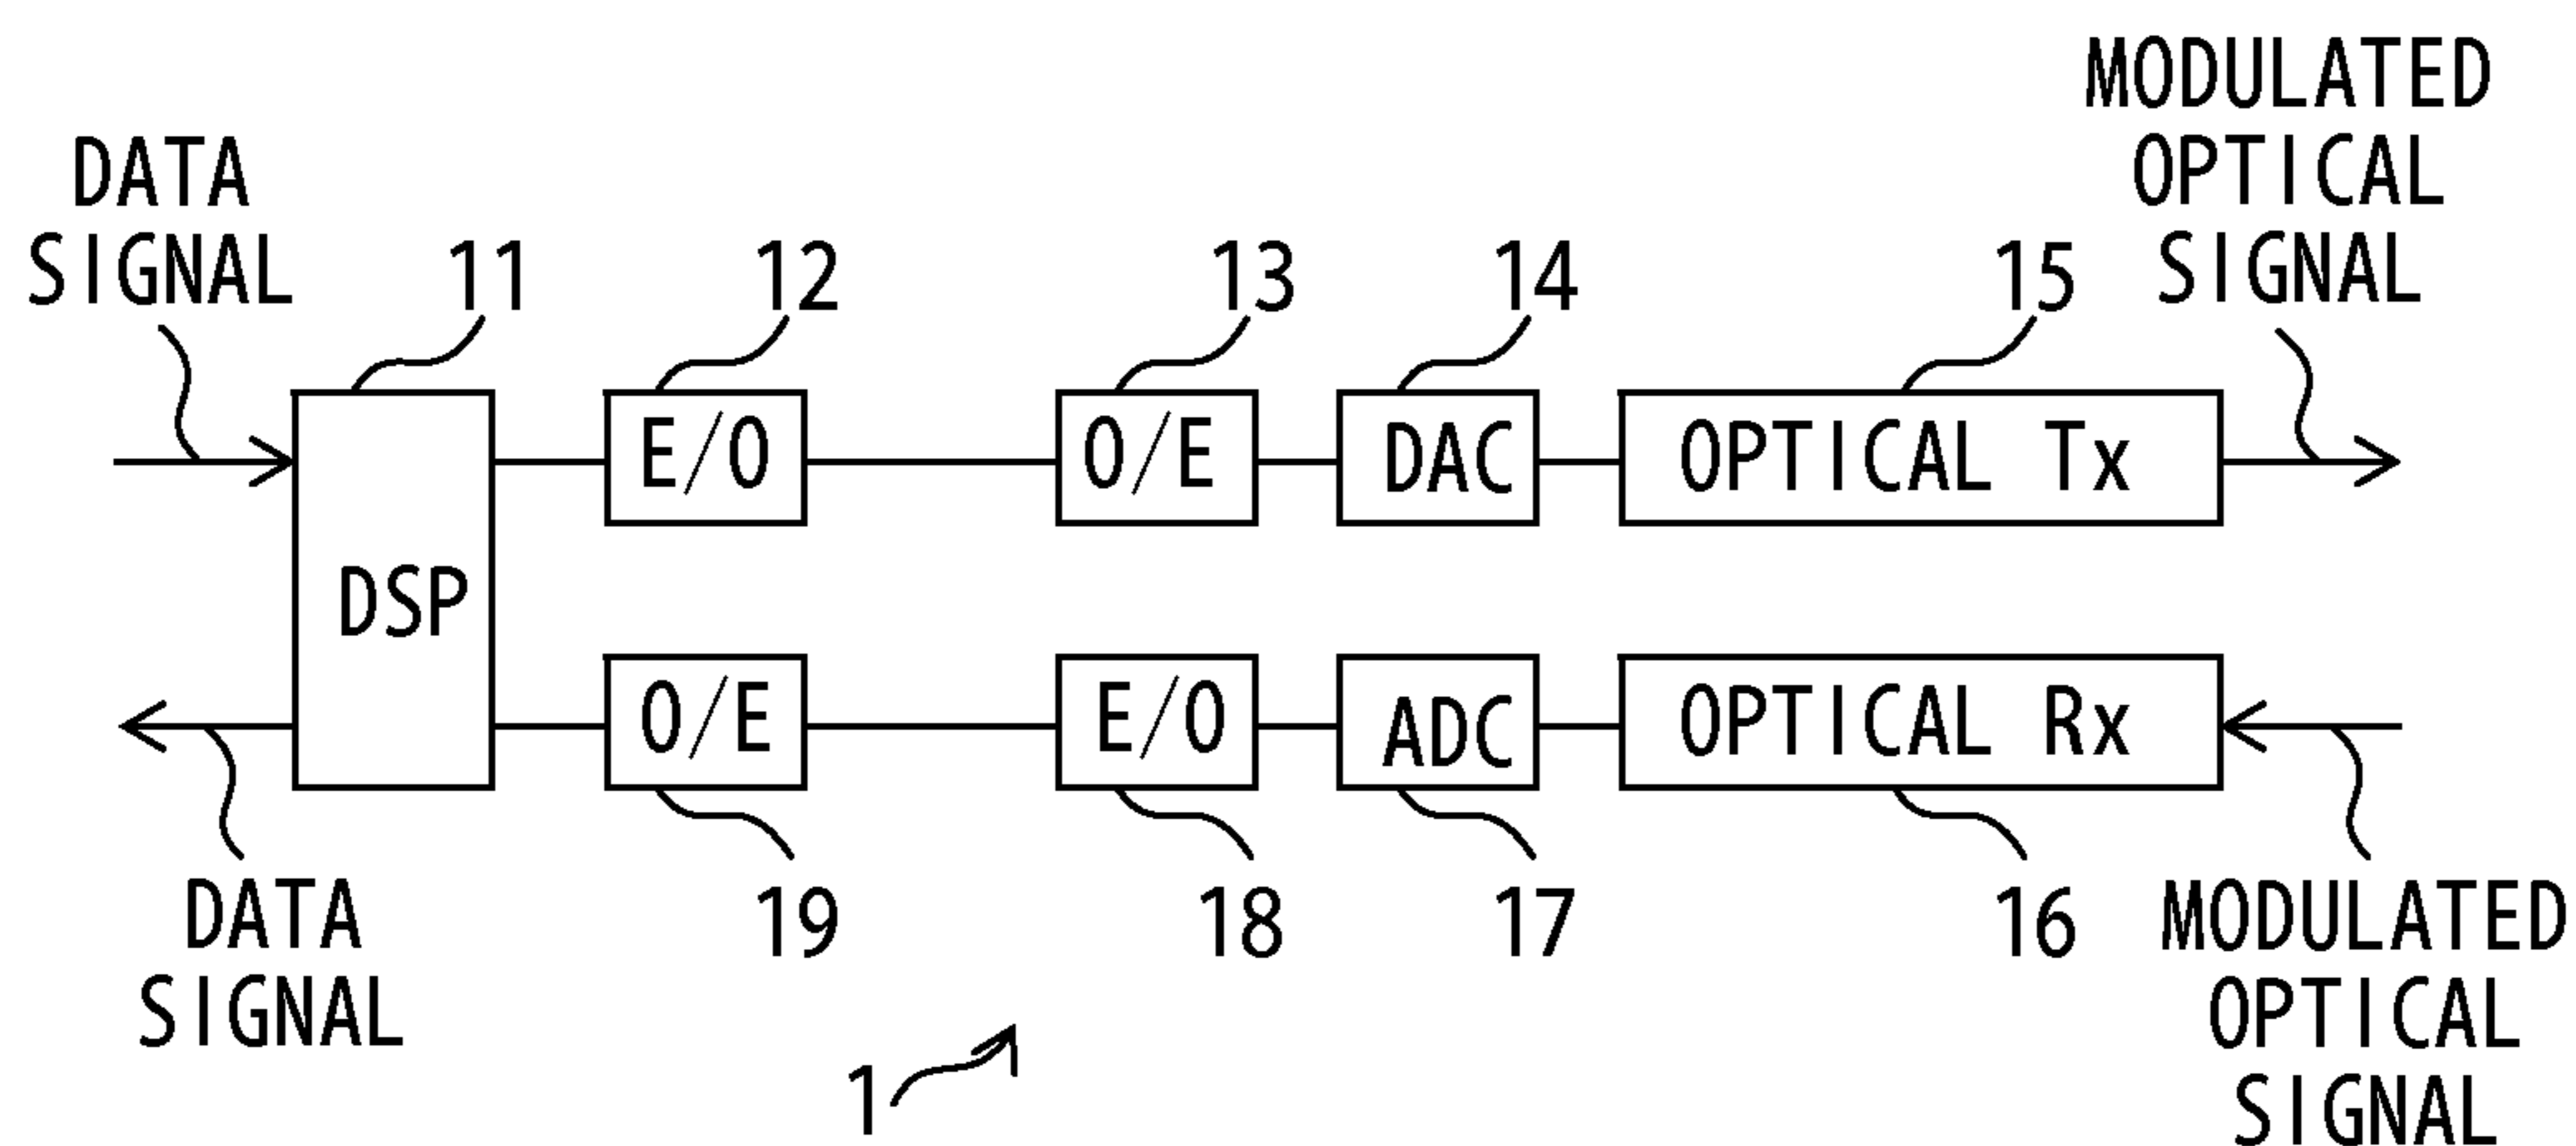 DATA
SIGNAL
11
12
13
14
15
MODULATED
OPTICAL
SIGNAL
DSP
E/O
O/E
DAC
OPTICAL Tx
O/E
E/O
ADC
OPTICAL Rx
DATA
SIGNAL
19
18
17
16
MODULATED
OPTICAL
SIGNAL
1